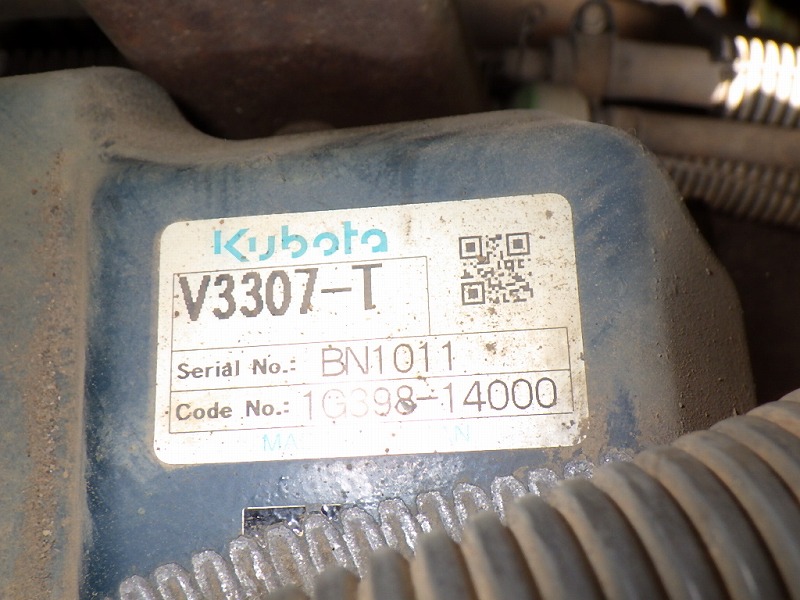 Kubota
V3307-T
Serial No.: BN1011
Code No.: 1G398-14000